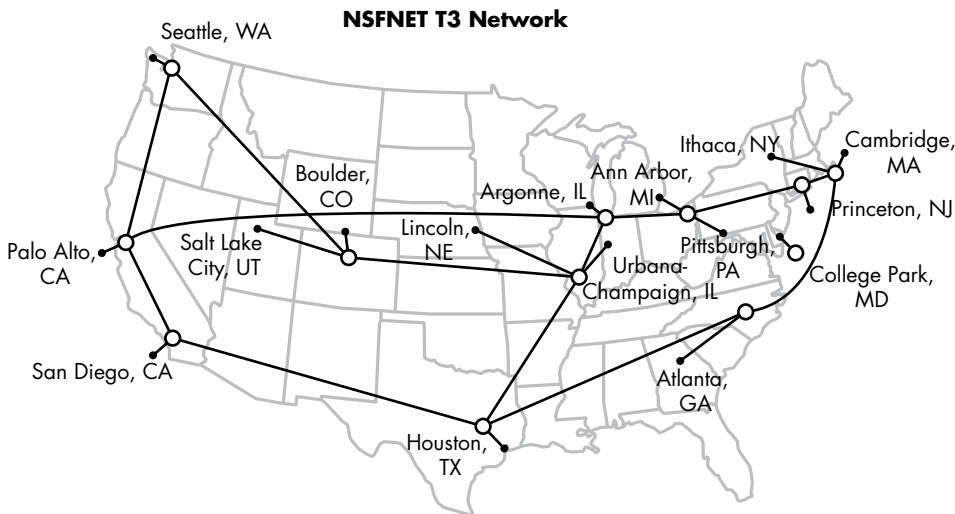 NSFNET T3 Network
Seattle, WA
Ithaca, NY
Cambridge,
MA
Boulder,
CO
Argonne, IL
Ann Arbor,
MI
Princeton, NJ
Palo Alto,
CA
Salt Lake
City, UT
Lincoln,
NE
Urbana-
Champaign, IL
Pittsburgh,
PA
College Park,
MD
San Diego, CA
Atlanta,
GA
Houston,
TX